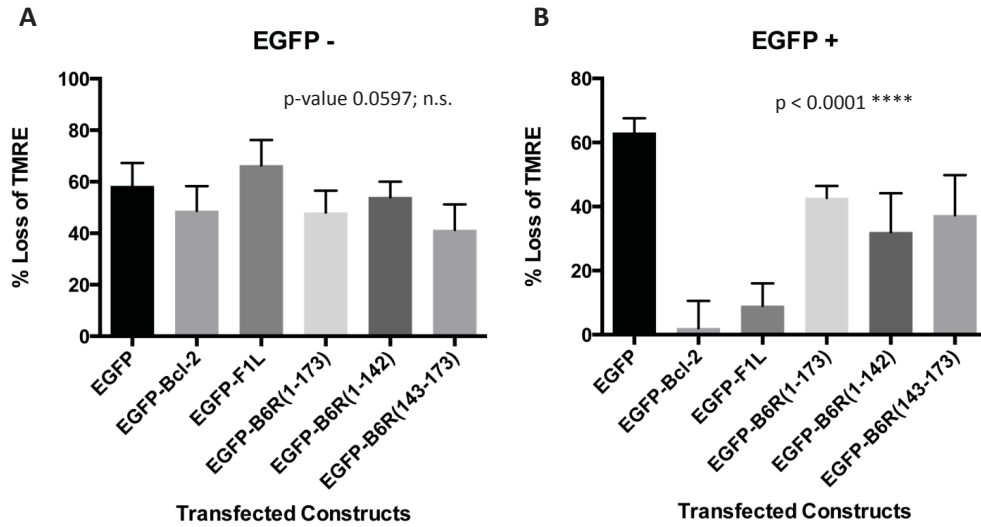 A
EGFP -
p-value 0.0597; n.s.
% Loss of TMRE
100
80
60
40
20
0
EGFP
EGFP-Bcl-2
EGFP-F1L
EGFP-B6R(1-173)
EGFP-B6R(1-142)
EGFP-B6R(143-173)
Transfected Constructs
B
EGFP +
p < 0.0001 ****
% Loss of TMRE
80
60
40
20
0
EGFP
EGFP-Bcl-2
EGFP-F1L
EGFP-B6R(1-173)
EGFP-B6R(1-142)
EGFP-B6R(143-173)
Transfected Constructs